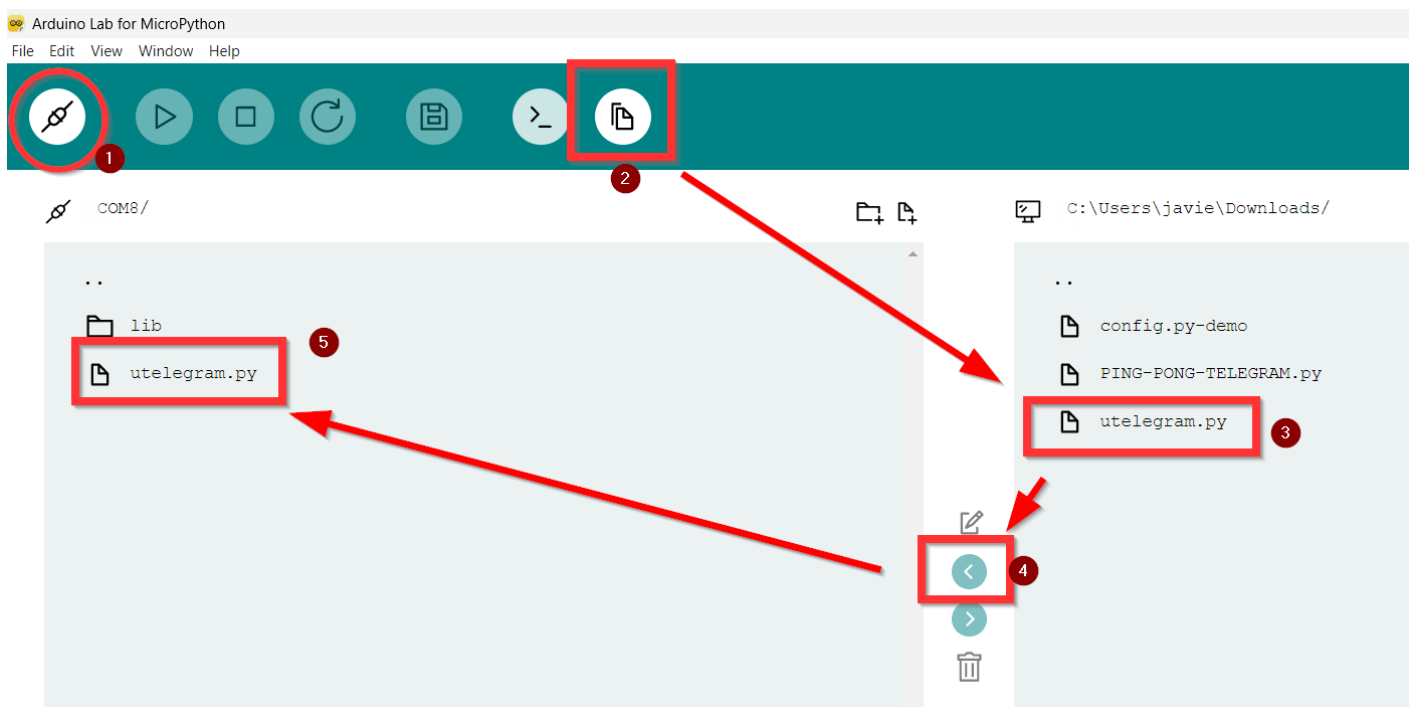 Arduino Lab for MicroPython
File Edit View Window Help
1
2
COM8/
C:\Users\javie\Downloads/
..
lib
utelegram.py
5
..
config.py-demo
PING-PONG-TELEGRAM.py
utelegram.py
3
4